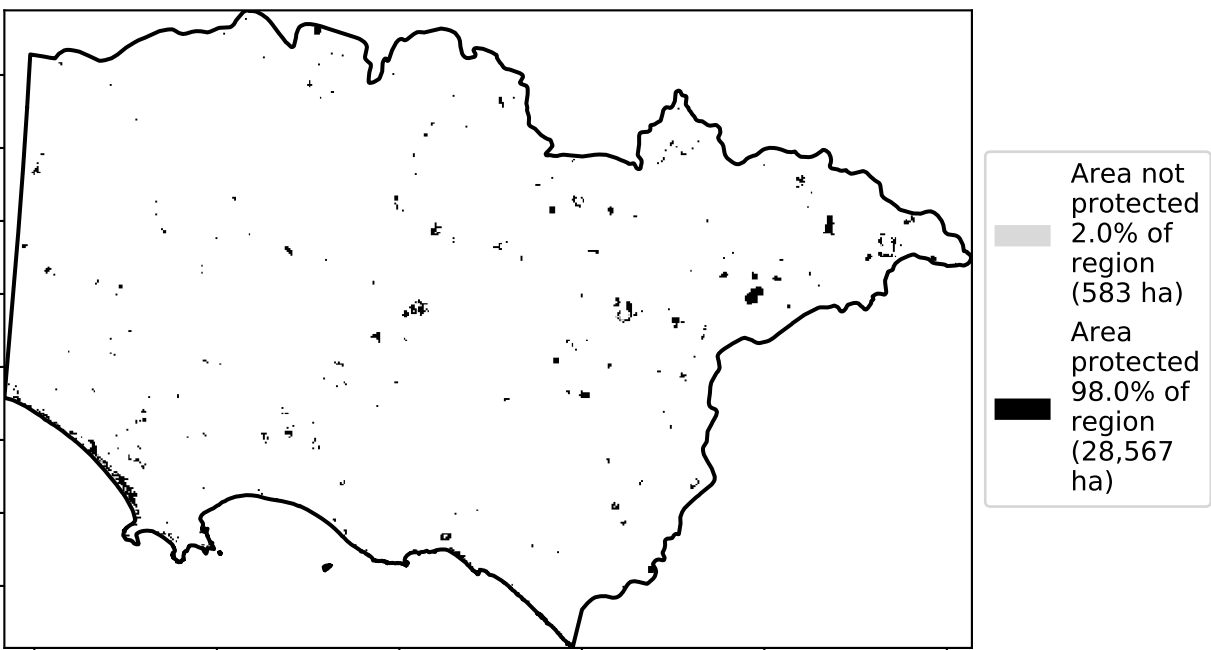 Area not
protected
2.0% of
region
(583 ha)
Area
protected
98.0% of
region
(28,567
ha)